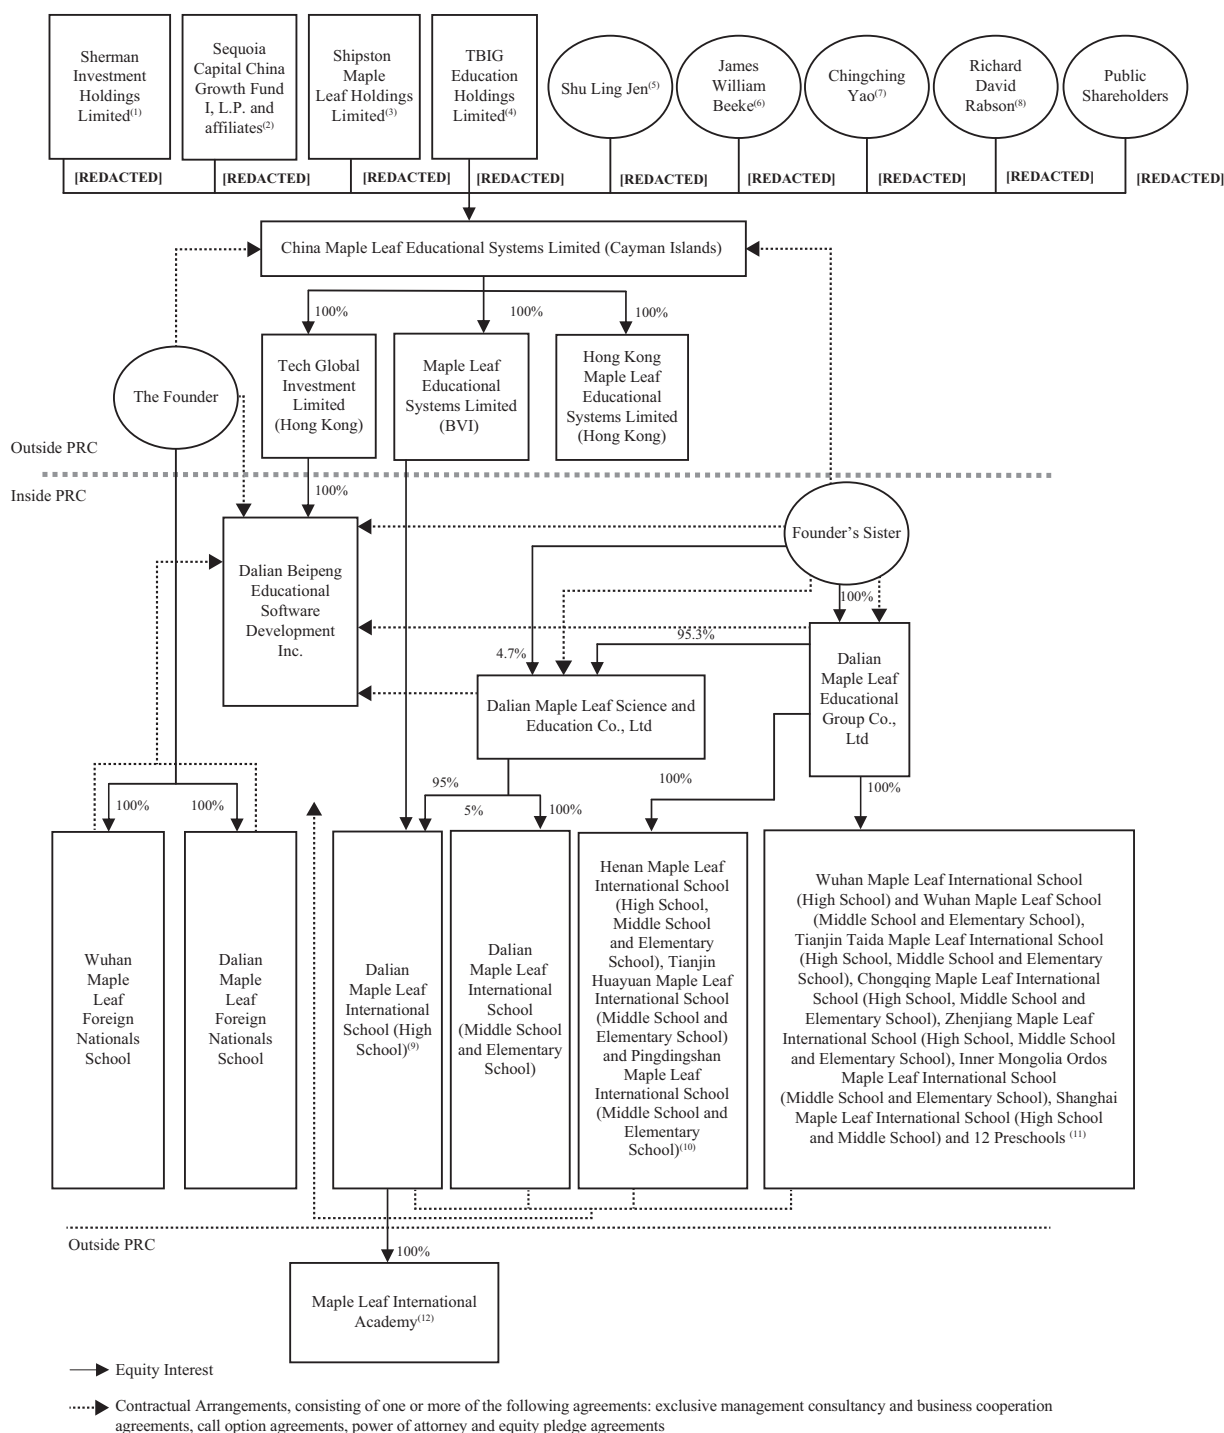 Sherman
Investment
Holdings
Limited(1)
Sequoia
Capital China
Growth Fund
I, L.P. and
affiliates(2)
Shipston
Maple
Leaf Holdings
Limited(3)
TBIG
Education
Holdings
Limited(4)
Shu Ling Jen(5)
James
William
Beeke(6)
Chingching
Yao(7)
Richard
David
Rabson(8)
Public
Shareholders
[REDACTED]
[REDACTED]
[REDACTED]
[REDACTED]
[REDACTED]
[REDACTED]
[REDACTED]
[REDACTED]
[REDACTED]
China Maple Leaf Educational Systems Limited (Cayman Islands)
100%
100%
100%
The Founder
Tech Global
Investment
Limited
(Hong Kong)
Maple Leaf
Educational
Systems Limited
(BVI)
Hong Kong
Maple Leaf
Educational
Systems Limited
(Hong Kong)
Outside PRC
Inside PRC
100%
Founder's Sister
Dalian Beipeng
Educational
Software
Development
Inc.
100%
95.3%
4.7%
Dalian
Maple Leaf
Educational
Group Co.,
Ltd
Dalian Maple Leaf Science and
Education Co., Ltd
95%
5%
100%
100%
100%
100%
100%
Wuhan
Maple
Leaf
Foreign
Nationals
School
Dalian
Maple
Leaf
Foreign
Nationals
School
Dalian
Maple Leaf
International
School (High
School)(9)
Dalian
Maple Leaf
International
School
(Middle School
and Elementary
School)
Henan Maple Leaf
International School
(High School,
Middle School
and Elementary
School), Tianjin
Huayuan Maple Leaf
International School
(Middle School and
Elementary School)
and Pingdingshan
Maple Leaf
International School
(Middle School and
Elementary
School)(10)
Wuhan Maple Leaf International School
(High School) and Wuhan Maple Leaf School
(Middle School and Elementary School),
Tianjin Taida Maple Leaf International School
(High School, Middle School and Elementary
School), Chongqing Maple Leaf International
School (High School, Middle School and
Elementary School), Zhenjiang Maple Leaf
International School (High School, Middle School
and Elementary School), Inner Mongolia Ordos
Maple Leaf International School
(Middle School and Elementary School), Shanghai
Maple Leaf International School (High School
and Middle School) and 12 Preschools (11)
Outside PRC
100%
Maple Leaf International
Academy(12)
Equity Interest
Contractual Arrangements, consisting of one or more of the following agreements: exclusive management consultancy and business cooperation
agreements, call option agreements, power of attorney and equity pledge agreements